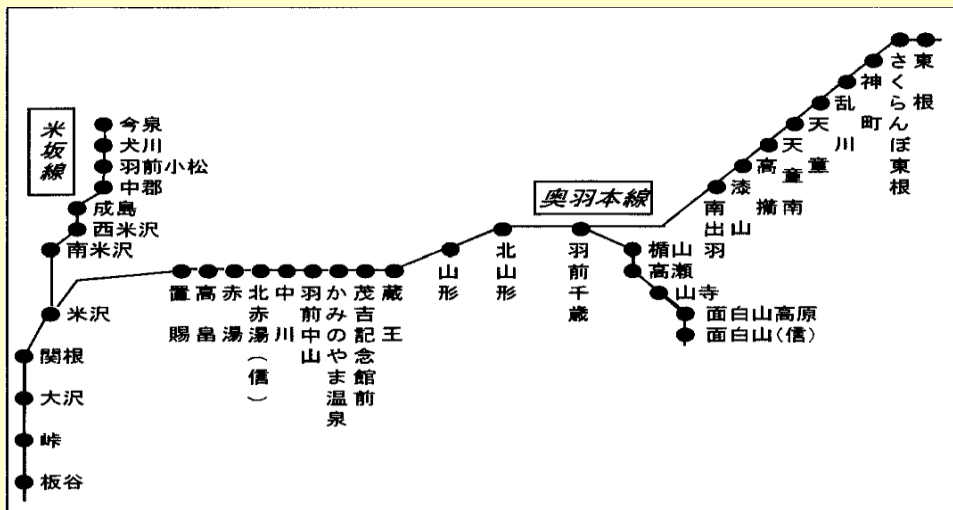 米坂線
今泉
犬川
羽前小松
中郡
成島
西米沢
南米沢
米沢
関根
大沢
峠
板谷
置賜
高畠
赤湯
北赤湯(信)
中川
羽前中山
かみのやま温泉
茂吉記念館前
蔵王
山形
北山形
奥羽本線
羽前千歳
楯山
高瀬
山寺
面白山高原
面白山(信)
南出羽
漆山
高擶
天童南
天童
乱川
神町
さくらんぼ東根
東根